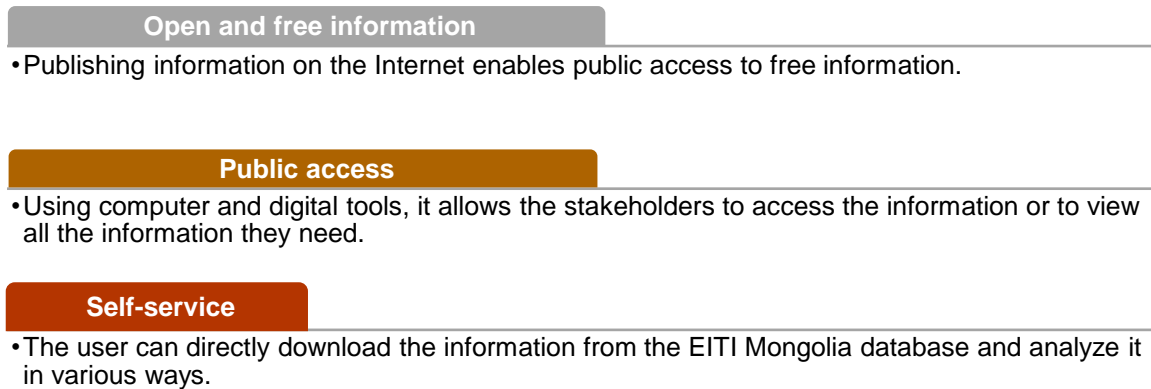 Open and free information
•Publishing information on the Internet enables public access to free information.
Public access
•Using computer and digital tools, it allows the stakeholders to access the information or to view
all the information they need.
Self-service
•The user can directly download the information from the EITI Mongolia database and analyze it
in various ways.